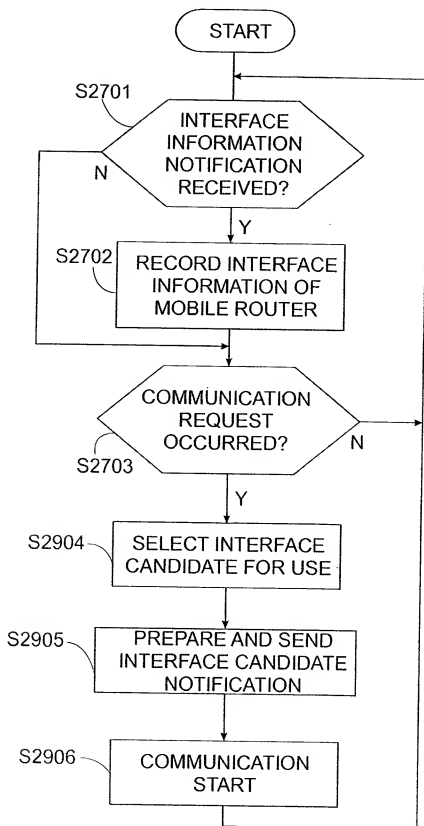 START
S2701
INTERFACE
INFORMATION
NOTIFICATION
RECEIVED?
N
Y
S2702
RECORD INTERFACE
INFORMATION OF
MOBILE ROUTER
COMMUNICATION
REQUEST
OCCURRED?
N
S2703
Y
S2904
SELECT INTERFACE
CANDIDATE FOR USE
S2905
PREPARE AND SEND
INTERFACE CANDIDATE
NOTIFICATION
S2906
COMMUNICATION
START